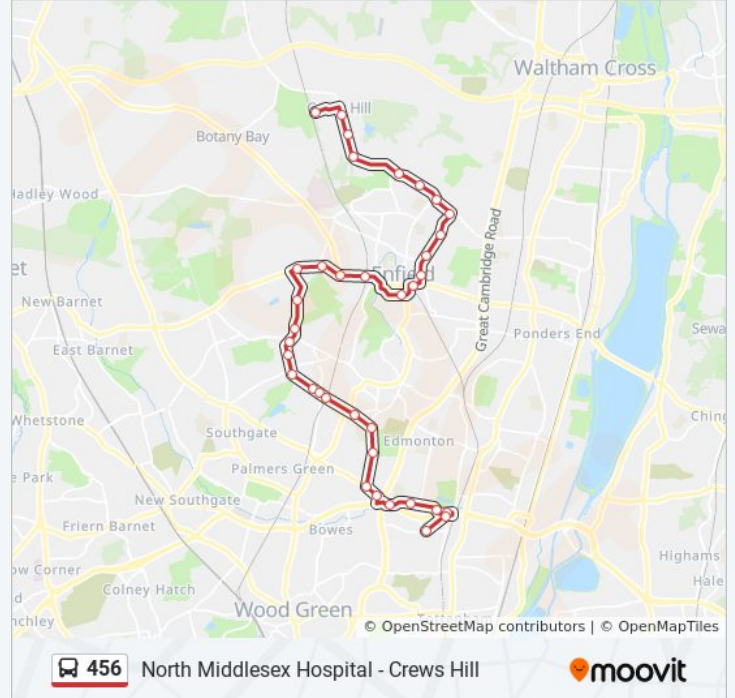 Waltham Cross
Hill
Botany Bay
Hadley Wood
Great Cambridge Road
et
Enfield
New Barnet
Ponders End
Sewa
East Barnet
Whetstone
Ching
Southgate
Edmonton
Palmers Green
e Park
New Southgate
Friern Barnet
Bowes
Highams
ow Corner
Hale
Colney Hatch
d
Wood Green
nchley
© OpenStreetMap contributors | © OpenMapTiles
456 North Middlesex Hospital - Crews Hill
moovit